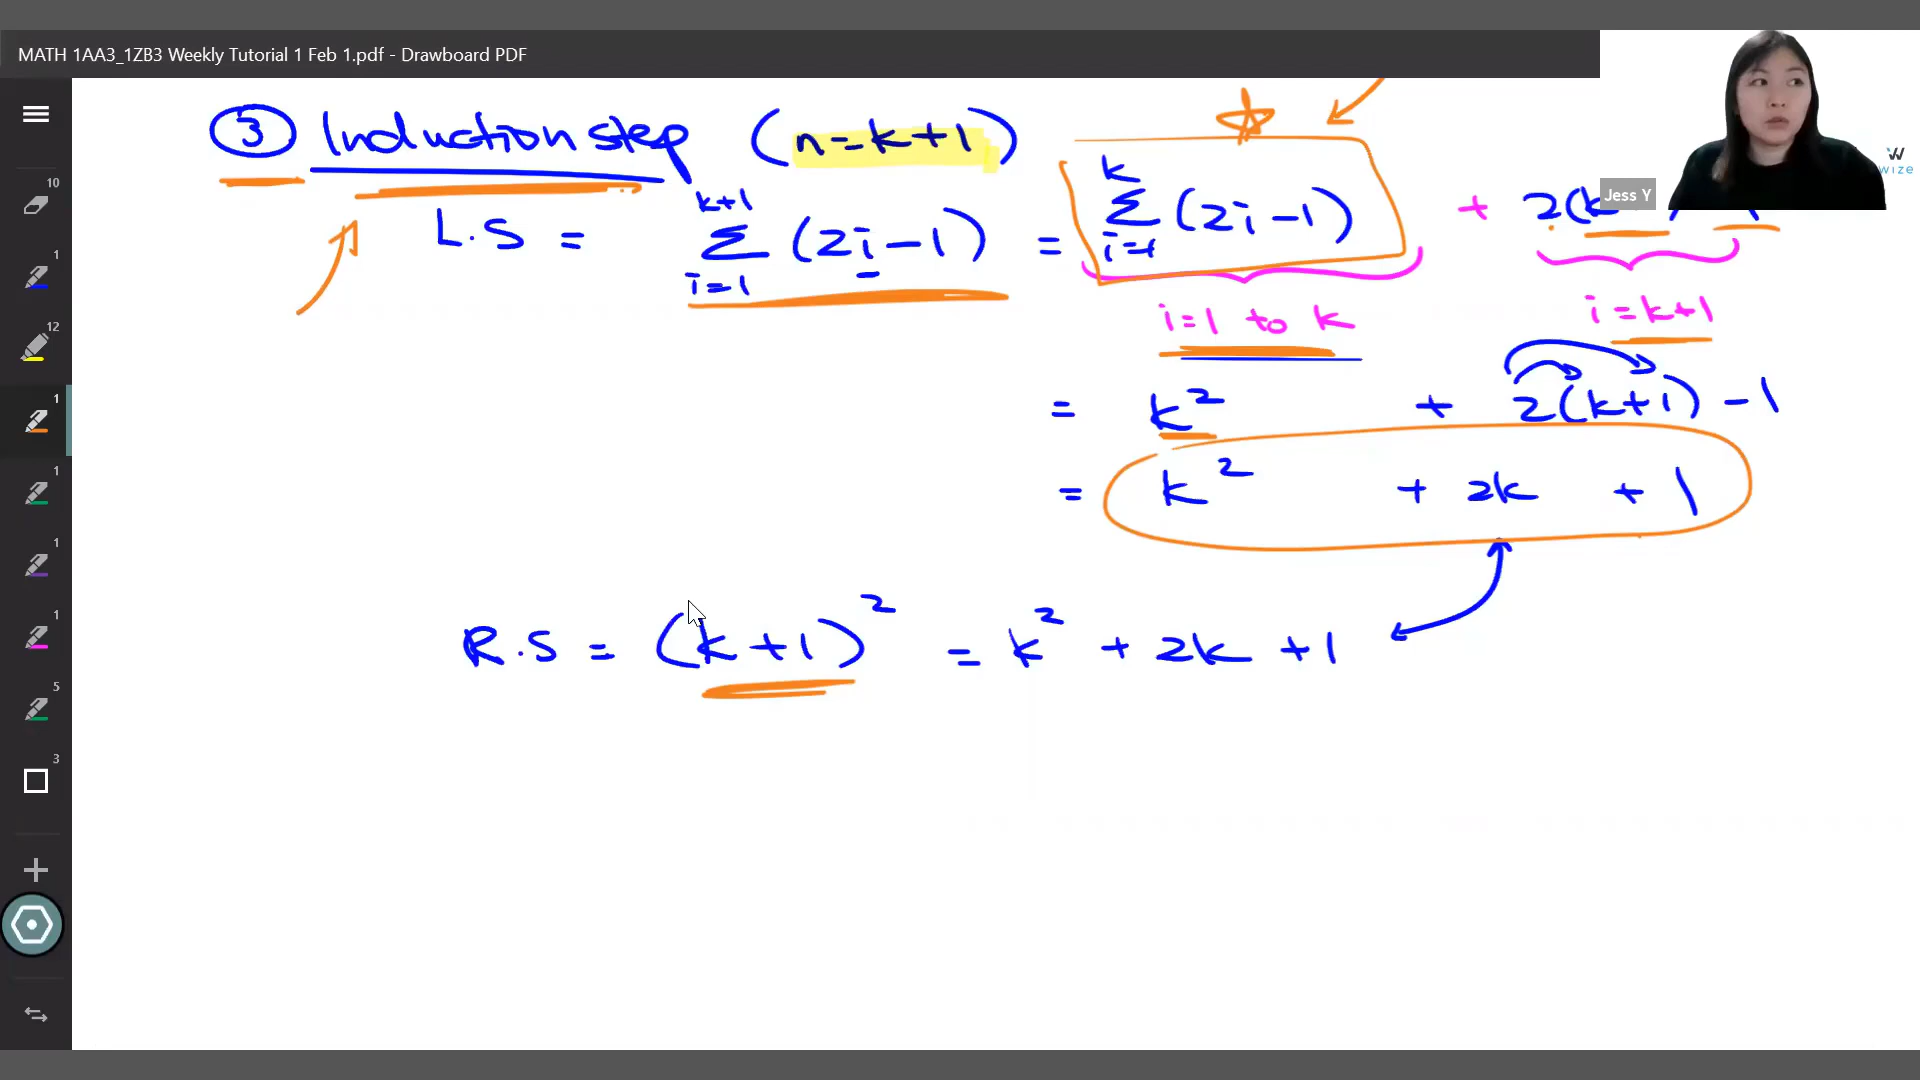 MATH 1AA3_1ZB3 Weekly Tutorial 1 Feb 1.pdf - Drawboard PDF
③ Induction step (n=k+1)
L.S = \sum_{i=1}^{k+1} (2i-1) = \sum_{i=1}^{k} (2i-1) + 2(k
i=1 to k
i=k+1
= k² + 2(k+1) -1
= k² + 2k + 1
R.S = (k+1)² = k² + 2k +1
Jess Y
wize
10
1
12
1
1
1
1
5
3